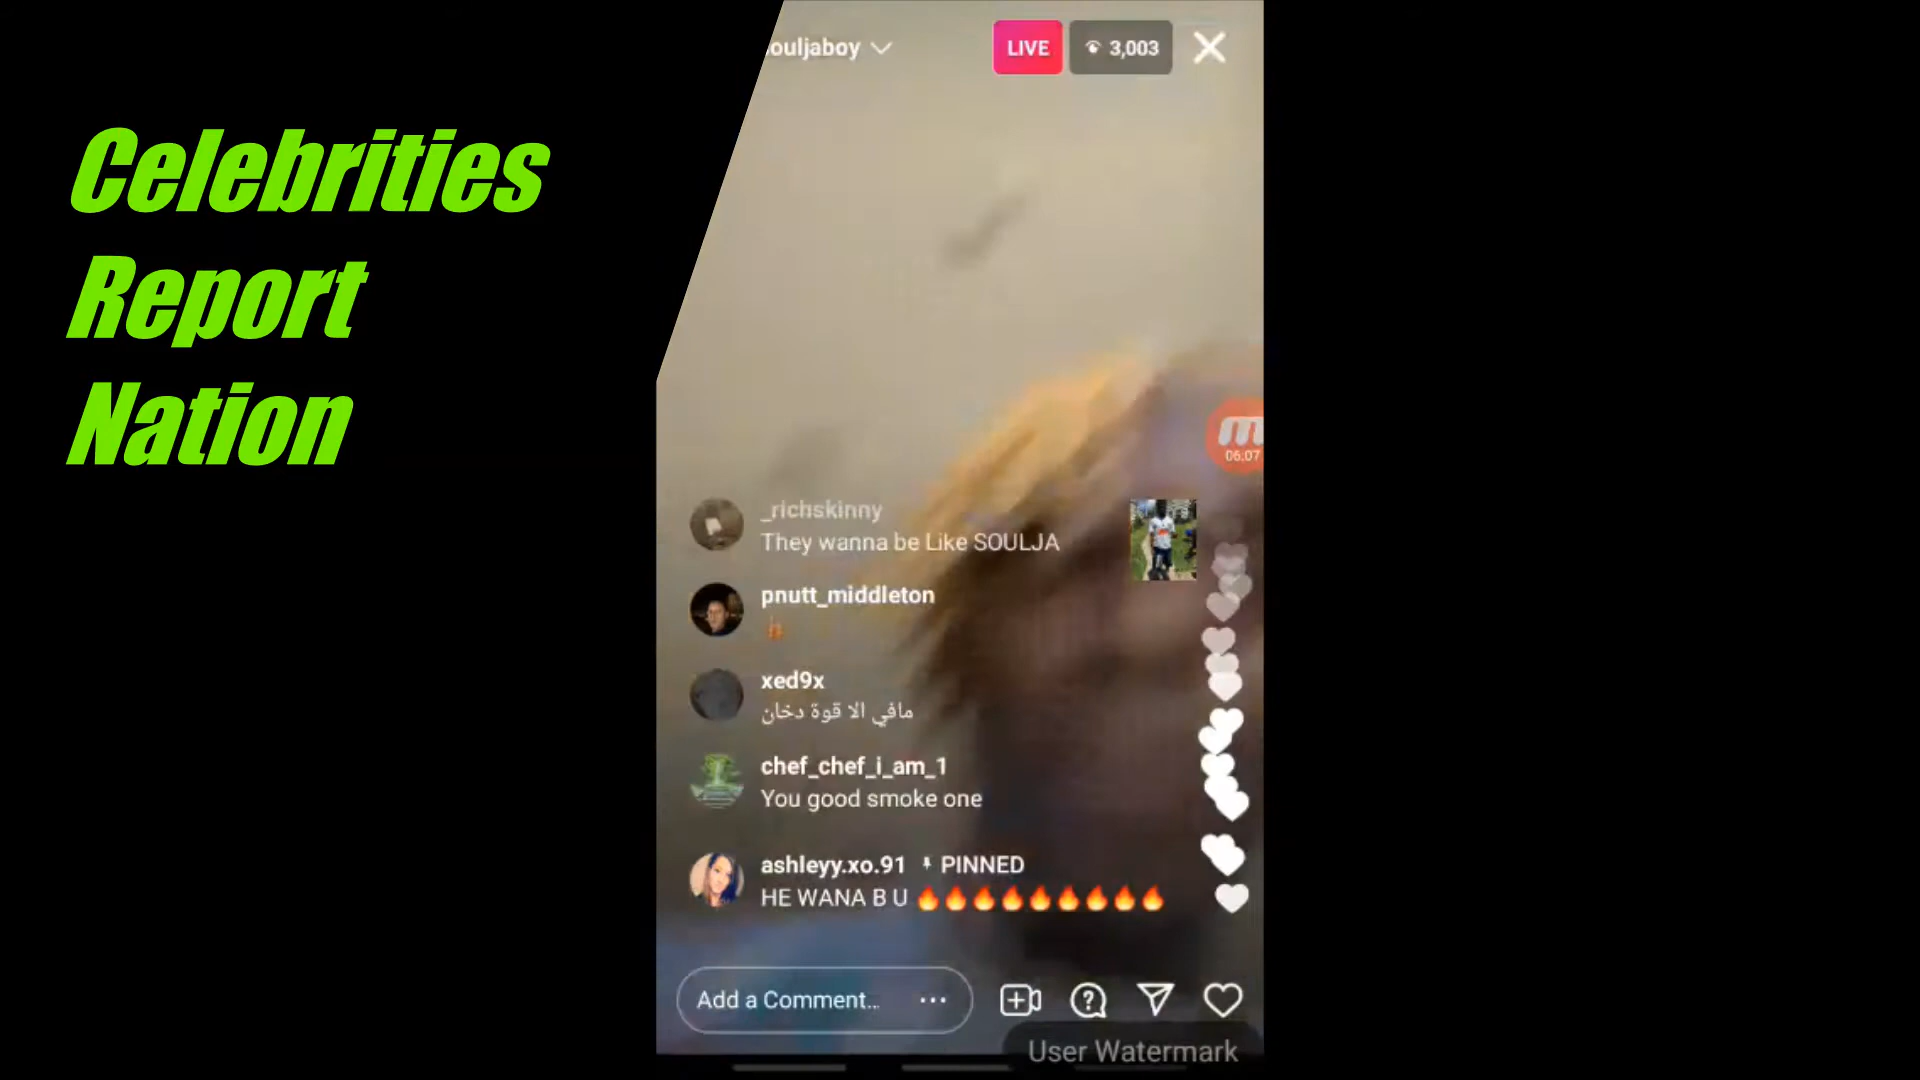 Celebrities
Report
Nation
ouljaboy
LIVE
3,003
06:07
_richskinny
They wanna be Like SOULJA
pnutt_middleton
xed9x
مافي الا قوة دخان
chef_chef_i_am_1
You good smoke one
ashleyy.xo.91 PINNED
HE WANA B U 🔥🔥🔥🔥🔥🔥🔥🔥🔥
Add a Comment...
User Watermark